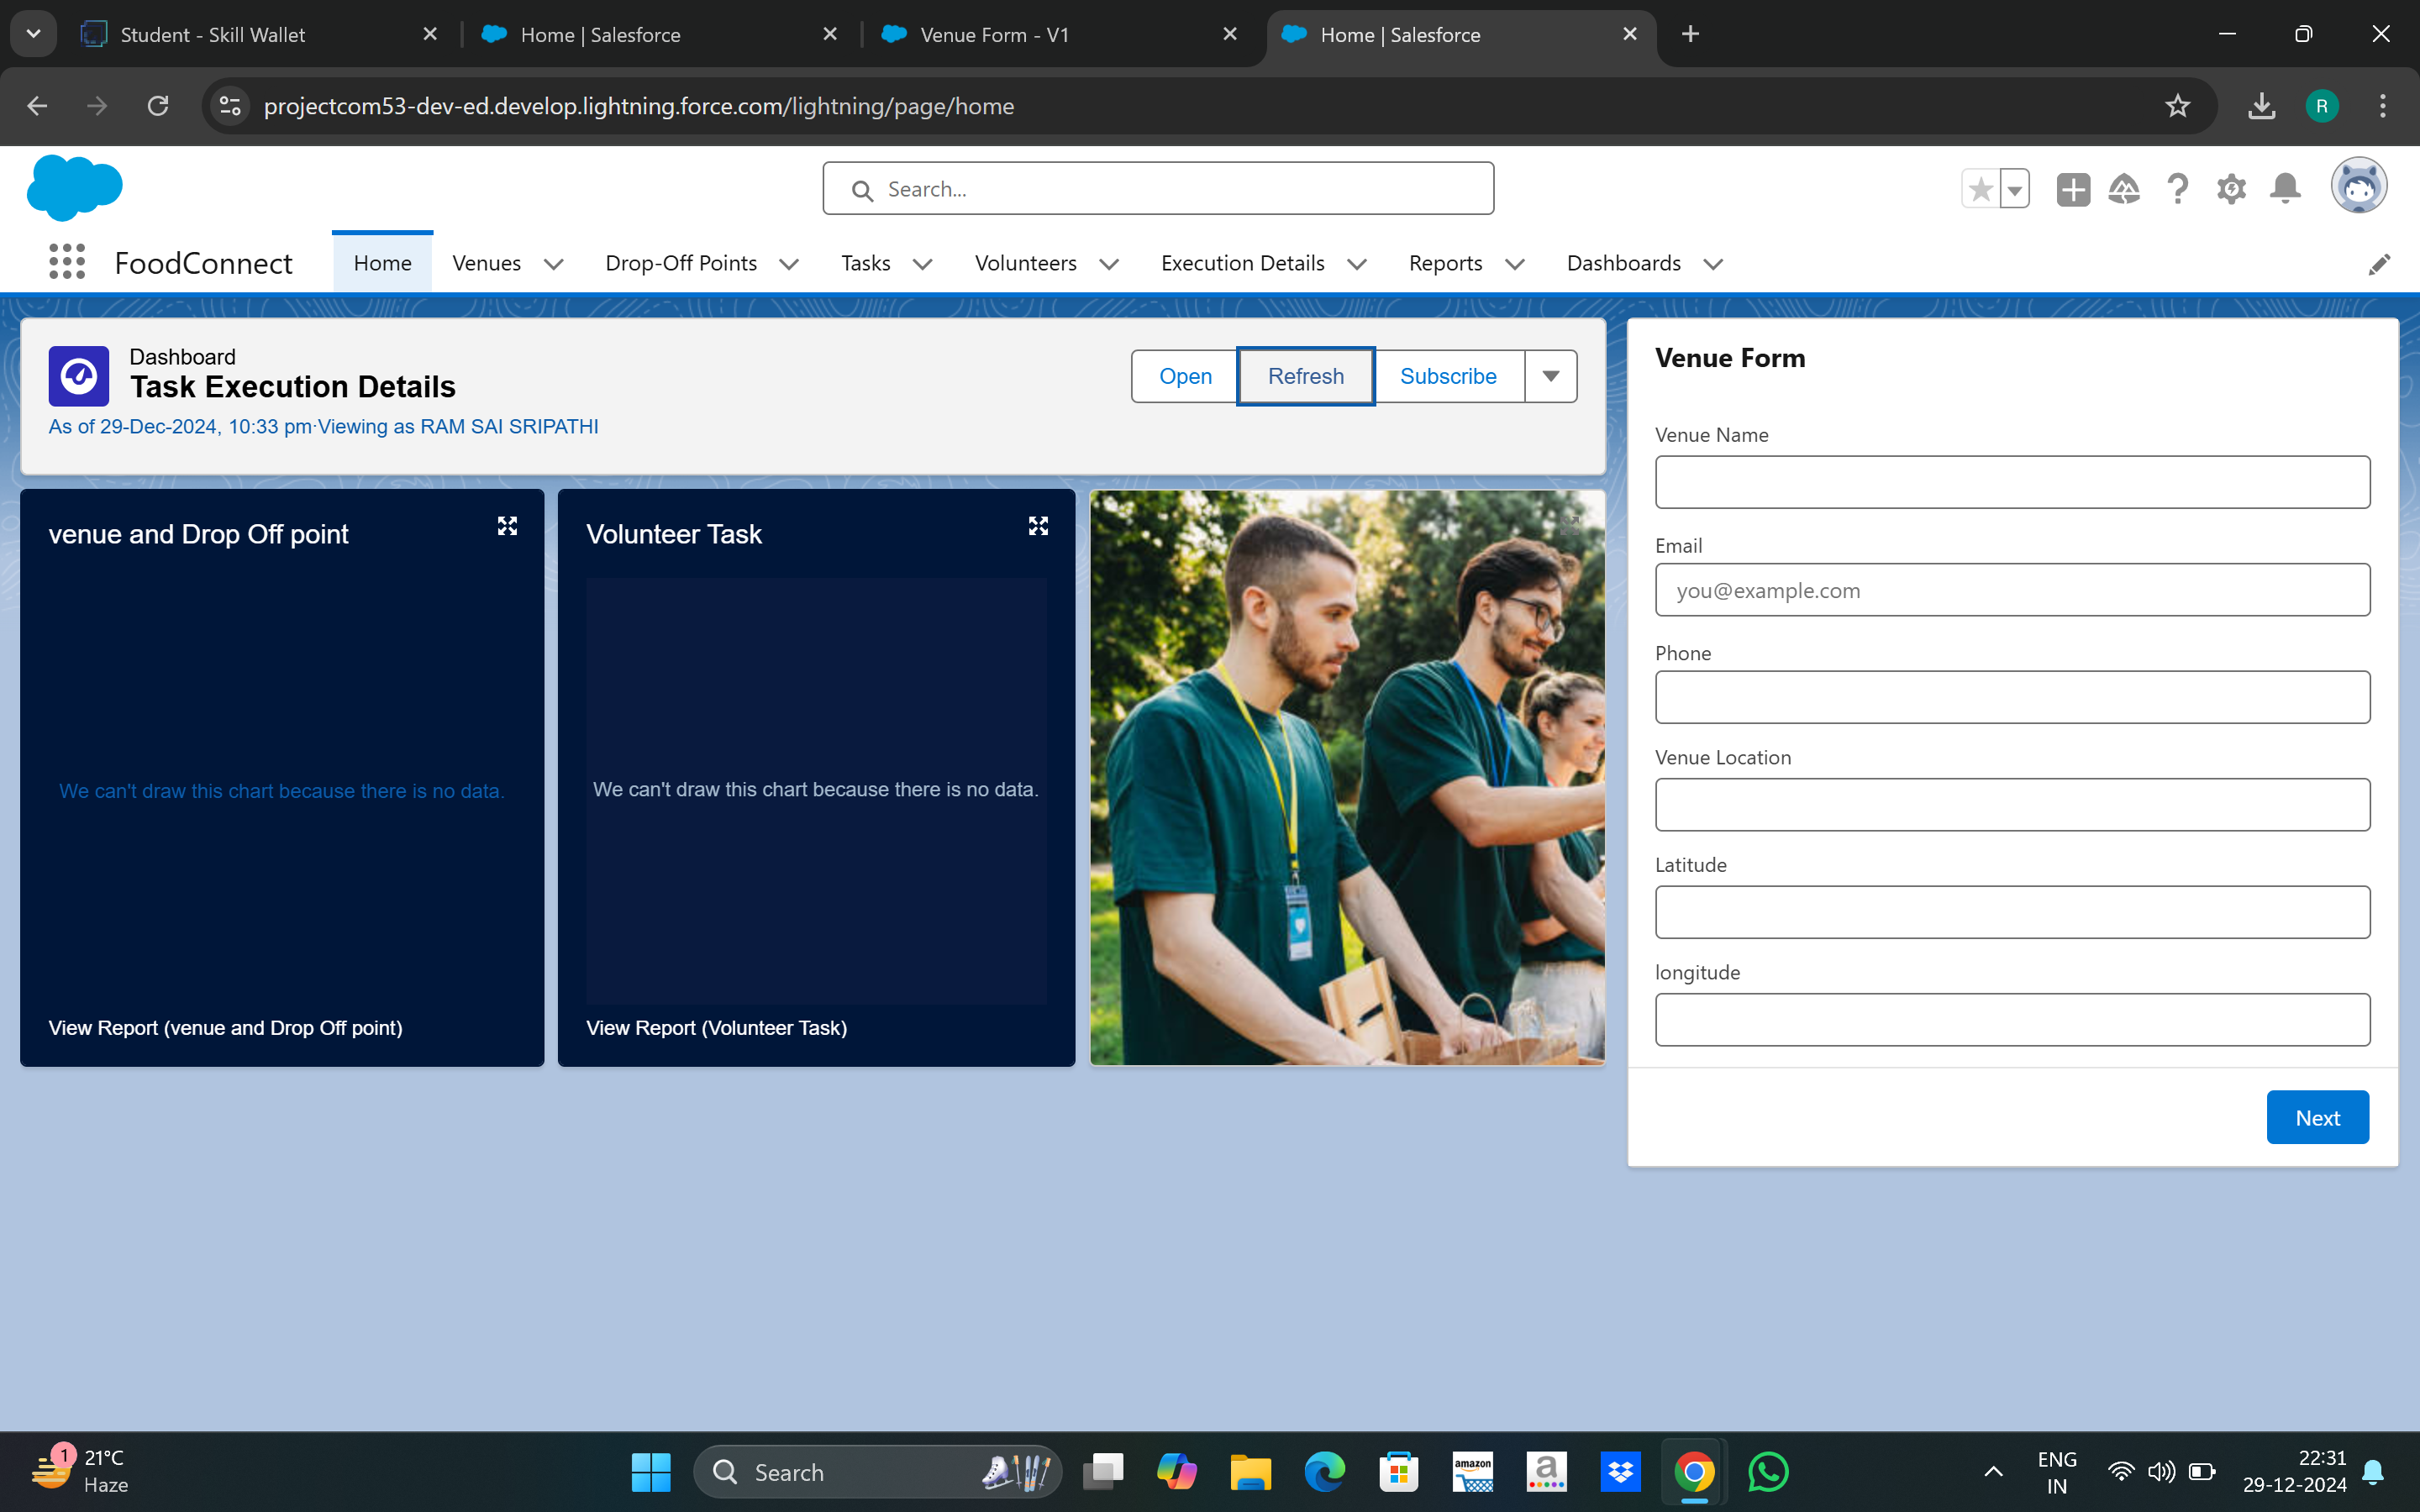 Student - Skill Wallet
Home | Salesforce
Venue Form - V1
Home | Salesforce
projectcom53-dev-ed.develop.lightning.force.com/lightning/page/home
R
Search...
FoodConnect
Home
Venues
Drop-Off Points
Tasks
Volunteers
Execution Details
Reports
Dashboards
Dashboard
Task Execution Details
As of 29-Dec-2024, 10:33 pm·Viewing as RAM SAI SRIPATHI
Open
Refresh
Subscribe
venue and Drop Off point
We can't draw this chart because there is no data.
View Report (venue and Drop Off point)
Volunteer Task
We can't draw this chart because there is no data.
View Report (Volunteer Task)
Venue Form
Venue Name
Email
you@example.com
Phone
Venue Location
Latitude
longitude
Next
1
21°C
Haze
Search
amazon
a
ENG
IN
22:31
29-12-2024